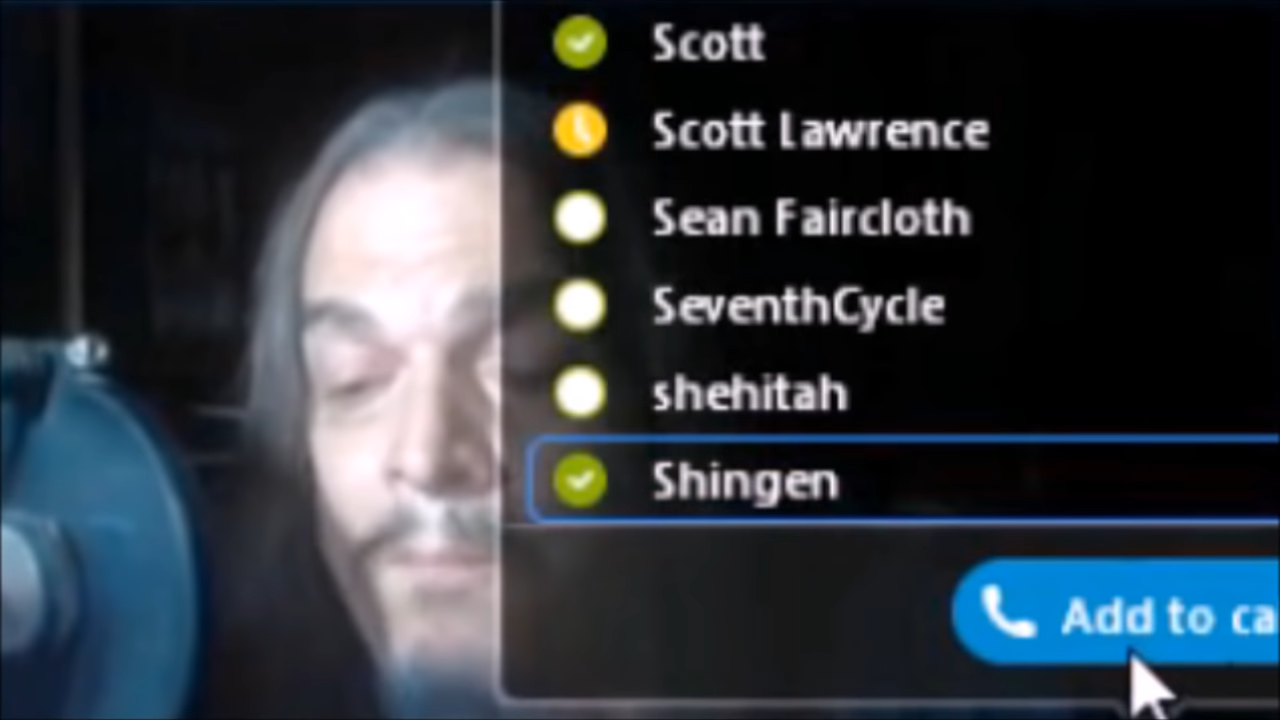 Scott
Scott Lawrence
Sean Faircloth
SeventhCycle
shehitah
Shingen
Add to ca